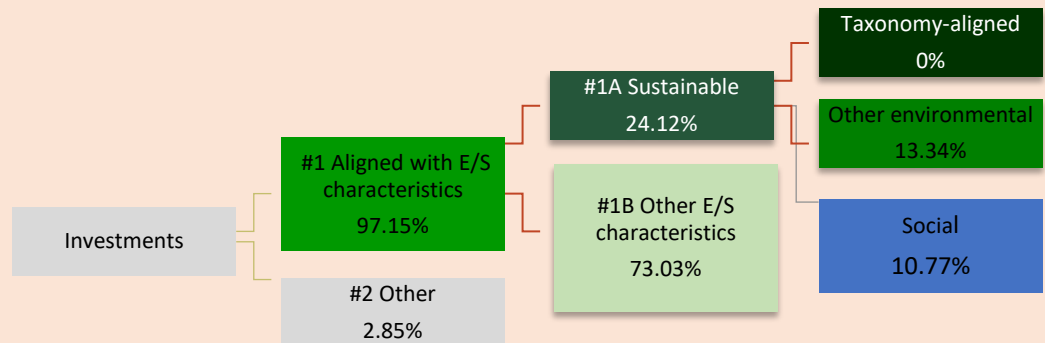 Investments
#1 Aligned with E/S
characteristics
97.15%
#2 Other
2.85%
#1A Sustainable
24.12%
#1B Other E/S
characteristics
73.03%
Taxonomy-aligned
0%
Other environmental
13.34%
Social
10.77%